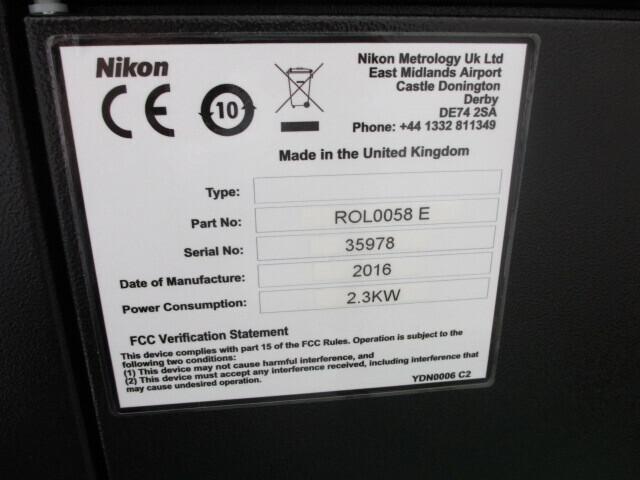 Nikon
CE
10
Nikon Metrology Uk Ltd
East Midlands Airport
Castle Donington
Derby
DE74 2SA
Phone: +44 1332 811349
Made in the United Kingdom
Type:
Part No: ROL0058 E
Serial No: 35978
Date of Manufacture: 2016
Power Consumption: 2.3KW
FCC Verification Statement
This device complies with part 15 of the FCC Rules. Operation is subject to the
following two conditions:
(1) This device may not cause harmful interference, and
(2) This device must accept any interference received, including interference that
may cause undesired operation.
YDN0006 C2